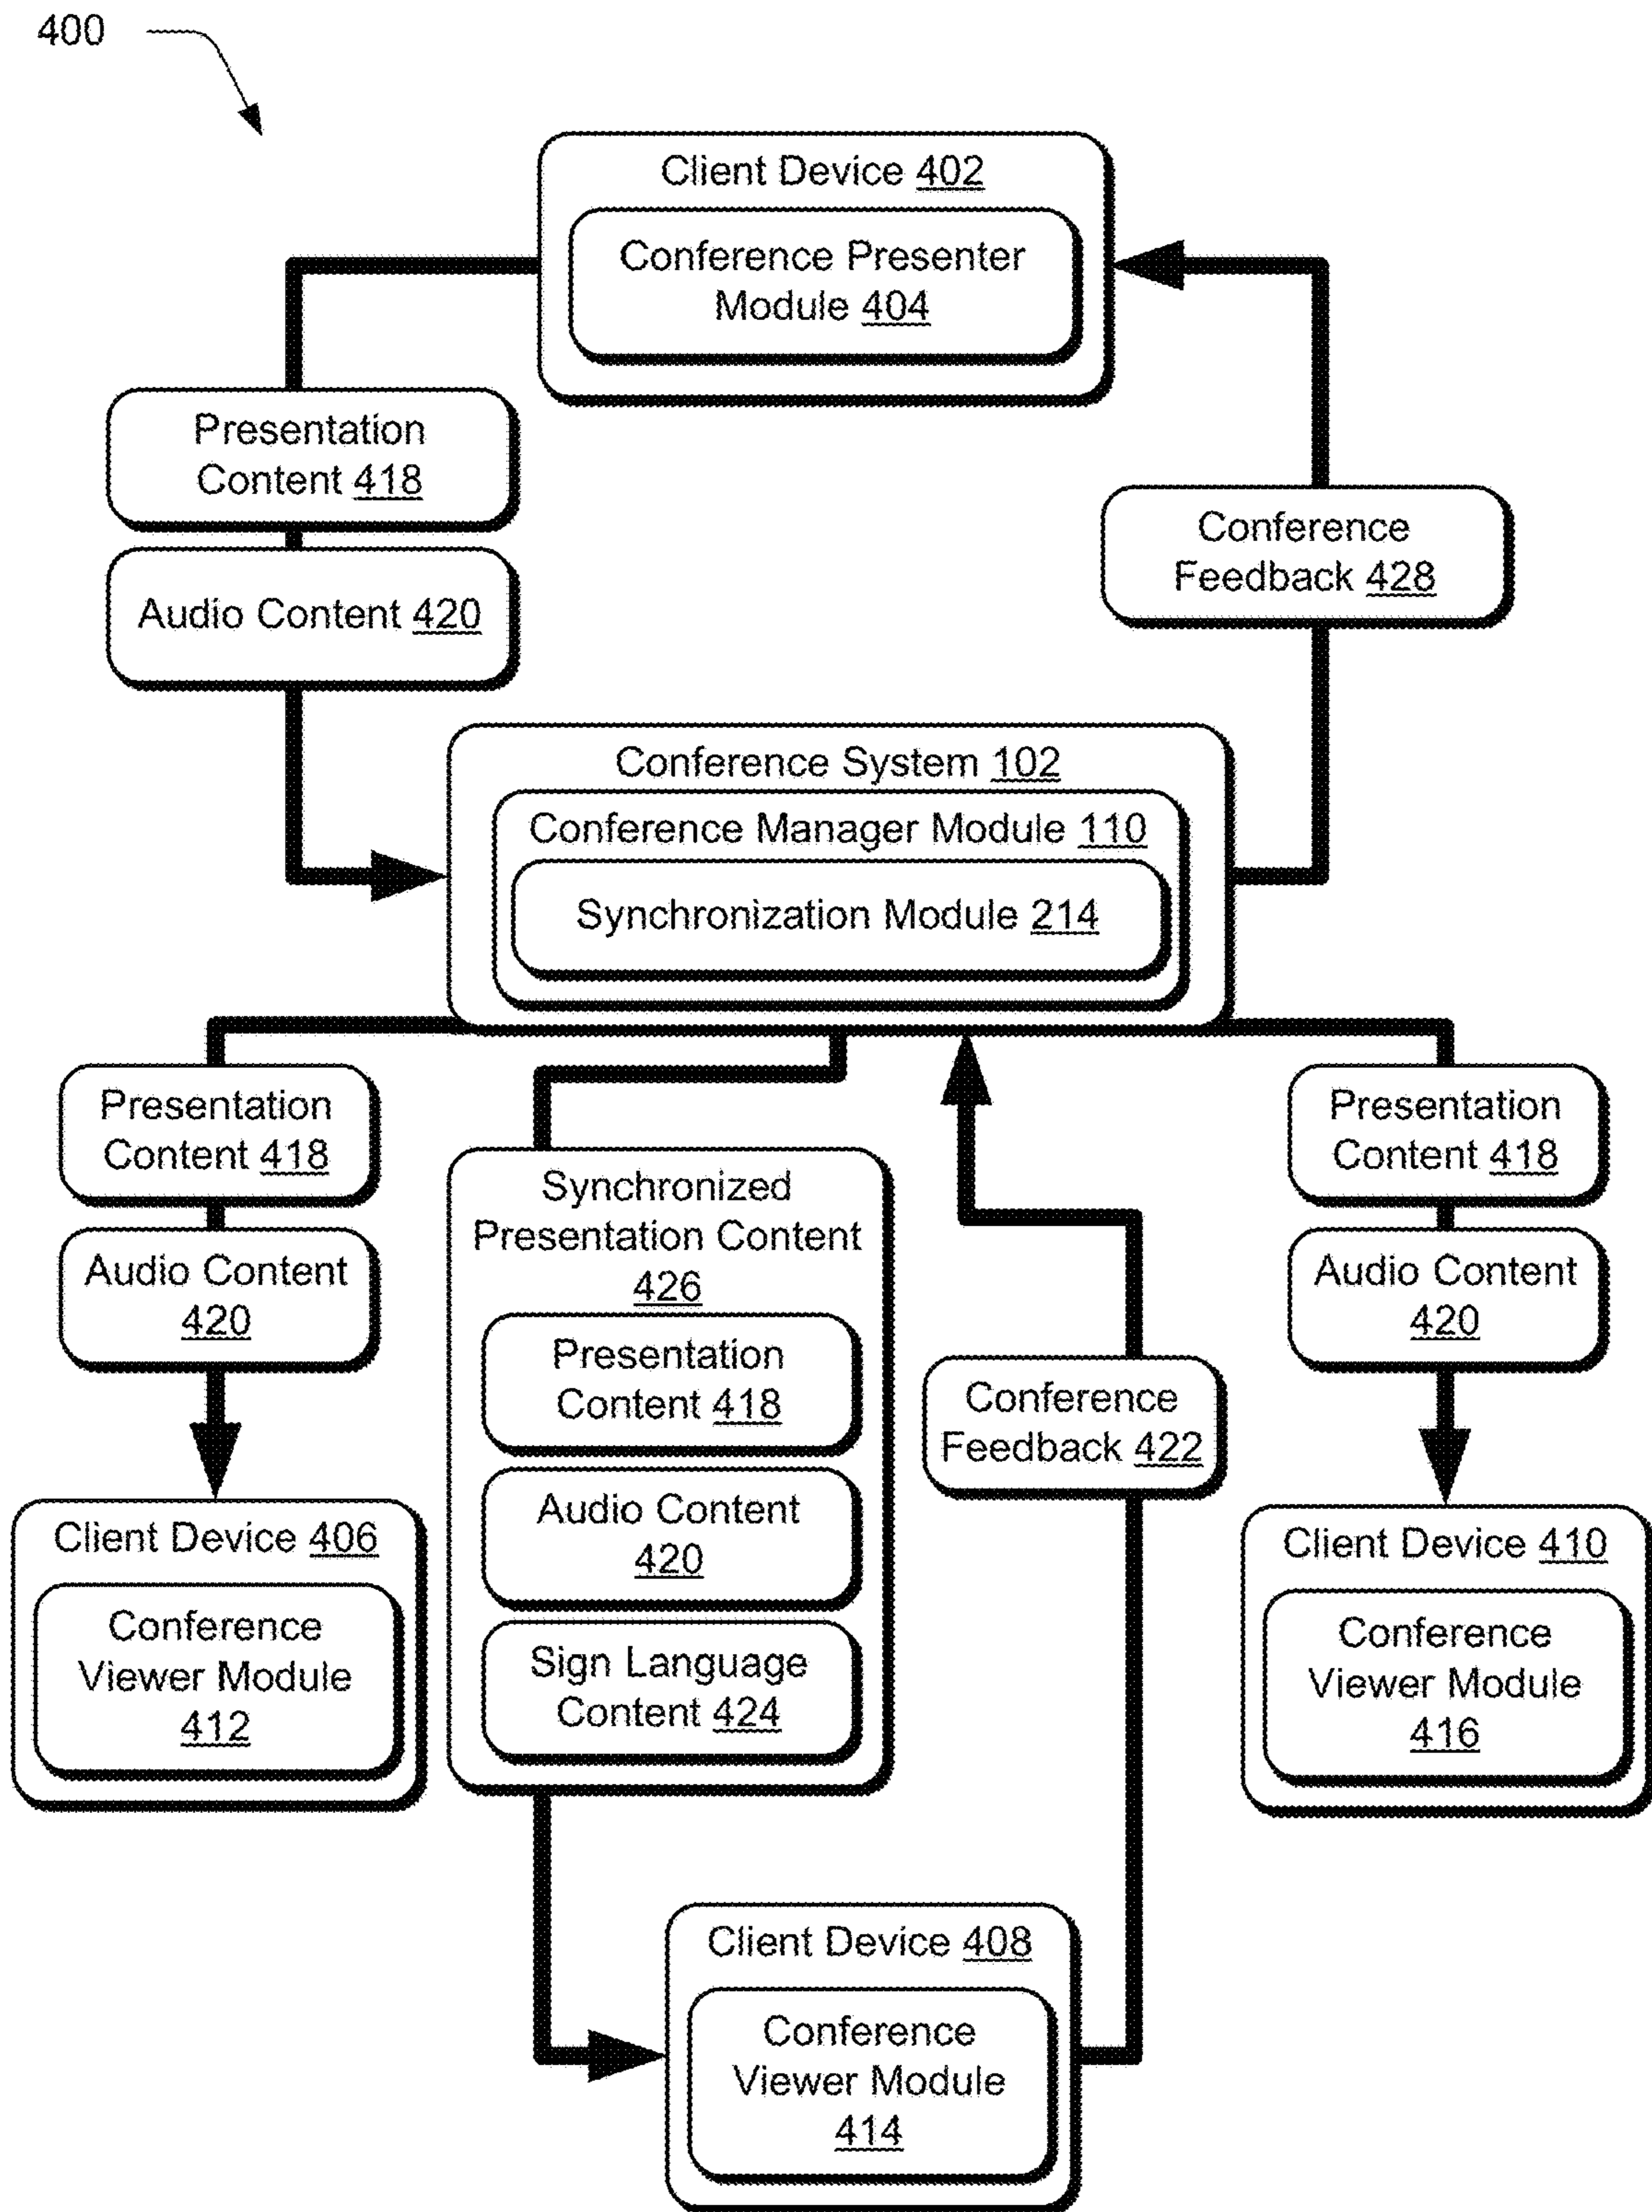 400
Client Device 402
Conference Presenter
Module 404
Presentation
Content 418
Audio Content 420
Conference
Feedback 428
Conference System 102
Conference Manager Module 110
Synchronization Module 214
Presentation
Content 418
Audio Content
420
Client Device 406
Conference
Viewer Module
412
Synchronized
Presentation Content
426
Presentation
Content 418
Audio Content
420
Sign Language
Content 424
Conference
Feedback 422
Presentation
Content 418
Audio Content
420
Client Device 410
Conference
Viewer Module
416
Client Device 408
Conference
Viewer Module
414